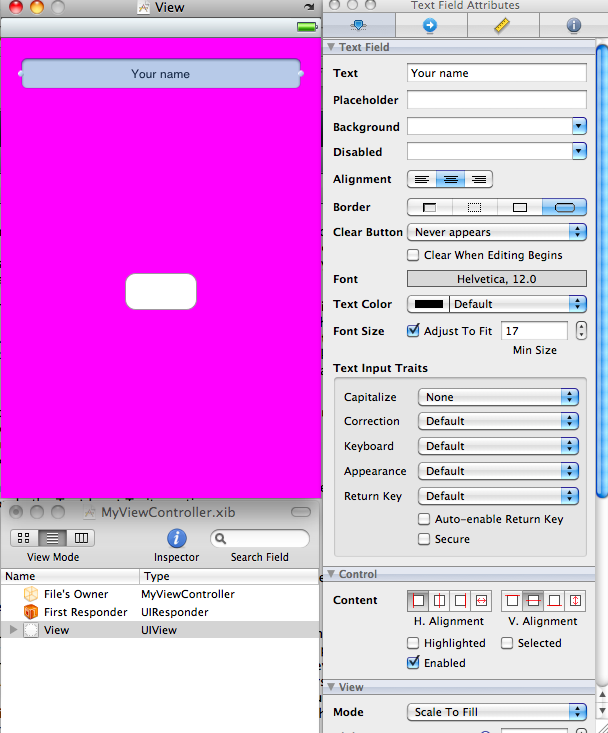 View
Your name
MyViewController.xib
View Mode
Inspector
Search Field
Name Type
File's Owner MyViewController
First Responder UIResponder
View UIView
Text Field Attributes
Text Field
Text Your name
Placeholder
Background
Disabled
Alignment
Border
Clear Button Never appears
Clear When Editing Begins
Font Helvetica, 12.0
Text Color Default
Font Size Adjust To Fit 17
Min Size
Text Input Traits
Capitalize None
Correction Default
Keyboard Default
Appearance Default
Return Key Default
Auto-enable Return Key
Secure
Control
Content
H. Alignment V. Alignment
Highlighted Selected
Enabled
View
Mode Scale To Fill